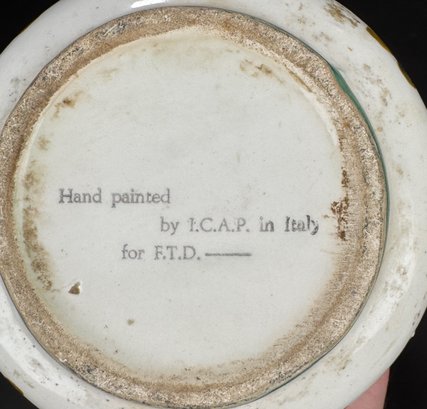 Hand painted
by I.C.A.P. in Italy
for F.T.D.